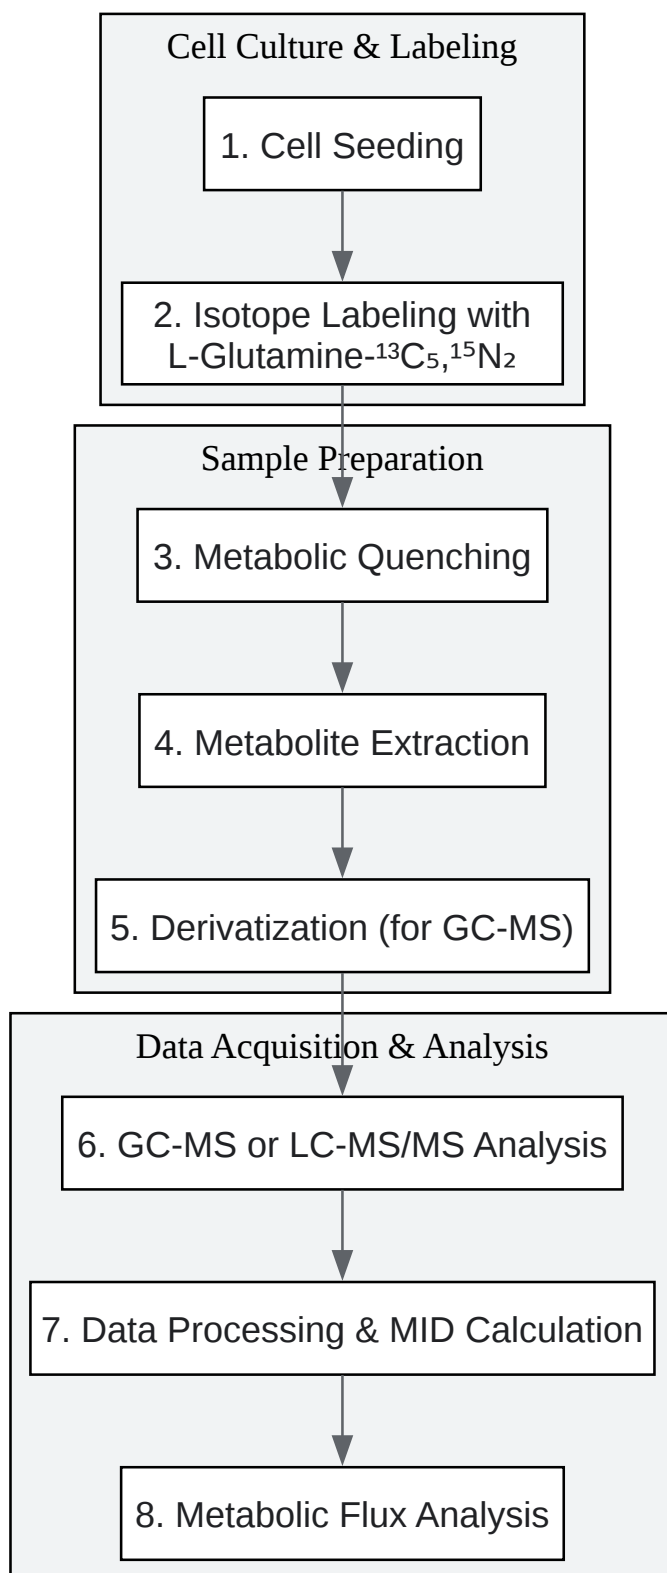 Cell Culture & Labeling
1. Cell Seeding
2. Isotope Labeling with
L-Glutamine-¹³C₅,¹⁵N₂
Sample Preparation
3. Metabolic Quenching
4. Metabolite Extraction
5. Derivatization (for GC-MS)
Data Acquisition & Analysis
6. GC-MS or LC-MS/MS Analysis
7. Data Processing & MID Calculation
8. Metabolic Flux Analysis